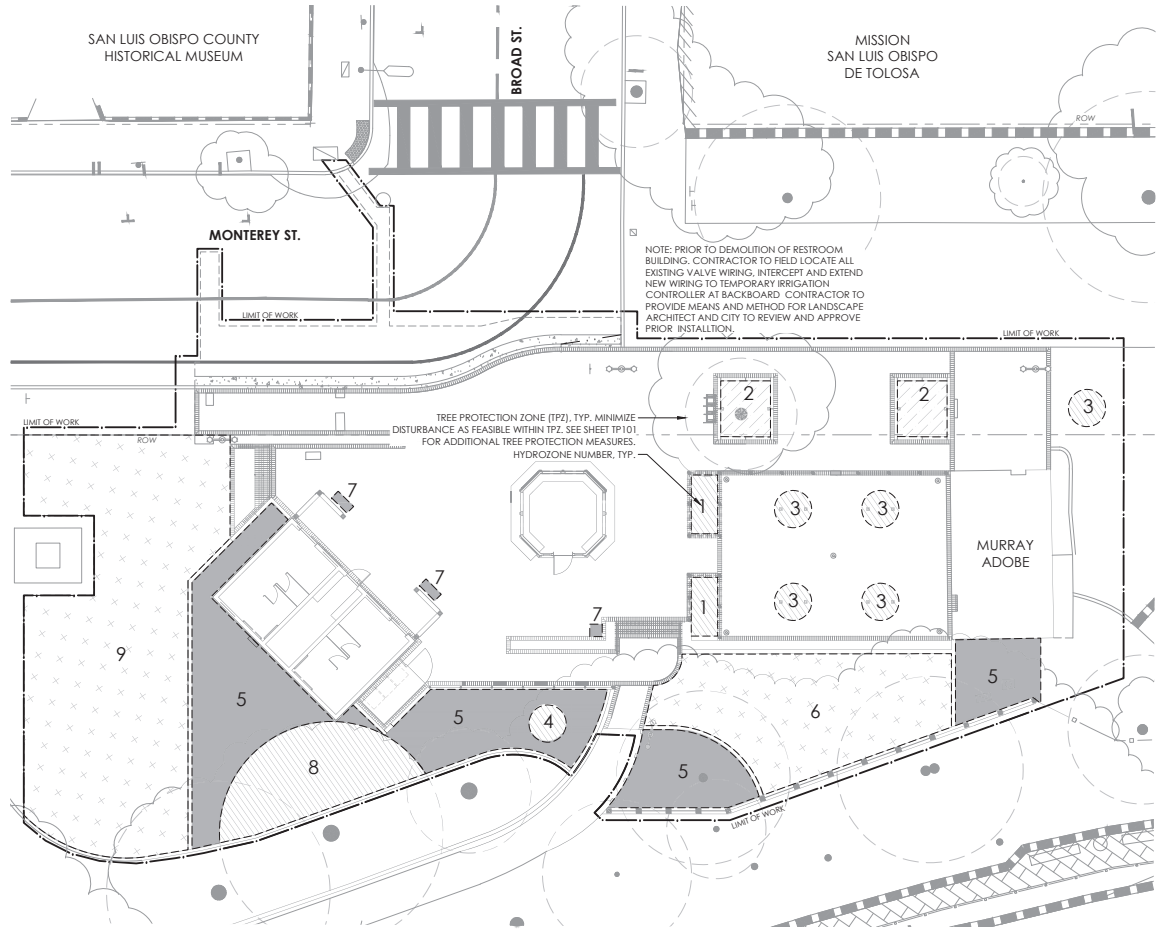 SAN LUIS OBISPO COUNTY
HISTORICAL MUSEUM
BROAD ST.
MISSION
SAN LUIS OBISPO
DE TOLOSA
ROW
MONTEREY ST.
NOTE: PRIOR TO DEMOLITION OF RESTROOM
BUILDING. CONTRACTOR TO FIELD LOCATE ALL
EXISTING VALVE WIRING, INTERCEPT AND EXTEND
NEW WIRING TO TEMPORARY IRRIGATION
CONTROLLER AT BACKBOARD CONTRACTOR TO
PROVIDE MEANS AND METHOD FOR LANDSCAPE
ARCHITECT AND CITY TO REVIEW AND APPROVE
PRIOR INSTALLTION.
LIMIT OF WORK
LIMIT OF WORK
2
2
3
TREE PROTECTION ZONE (TPZ), TYP. MINIMIZE
DISTURBANCE AS FEASIBLE WITHIN TPZ. SEE SHEET TP101
FOR ADDITIONAL TREE PROTECTION MEASURES.
HYDROZONE NUMBER, TYP.
LIMIT OF WORK
ROW
7
1
3
3
MURRAY
ADOBE
7
7
1
3
3
9
5
5
4
6
5
8
5
LIMIT OF WORK